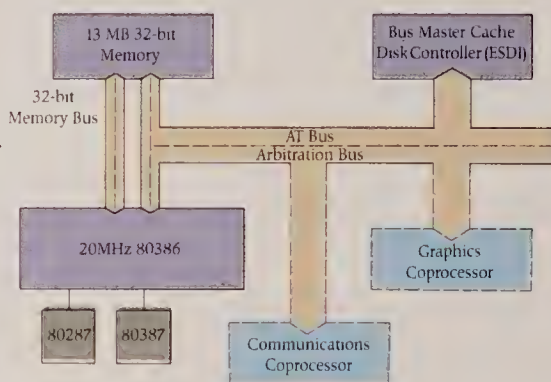 13 MB 32-bit
Memory
Bus Master Cache
Disk Controller (ESDI)
32-bit
Memory Bus
AT Bus
Arbitration Bus
20MHz 80386
Graphics
Coprocessor
80287
80387
Communications
Coprocessor